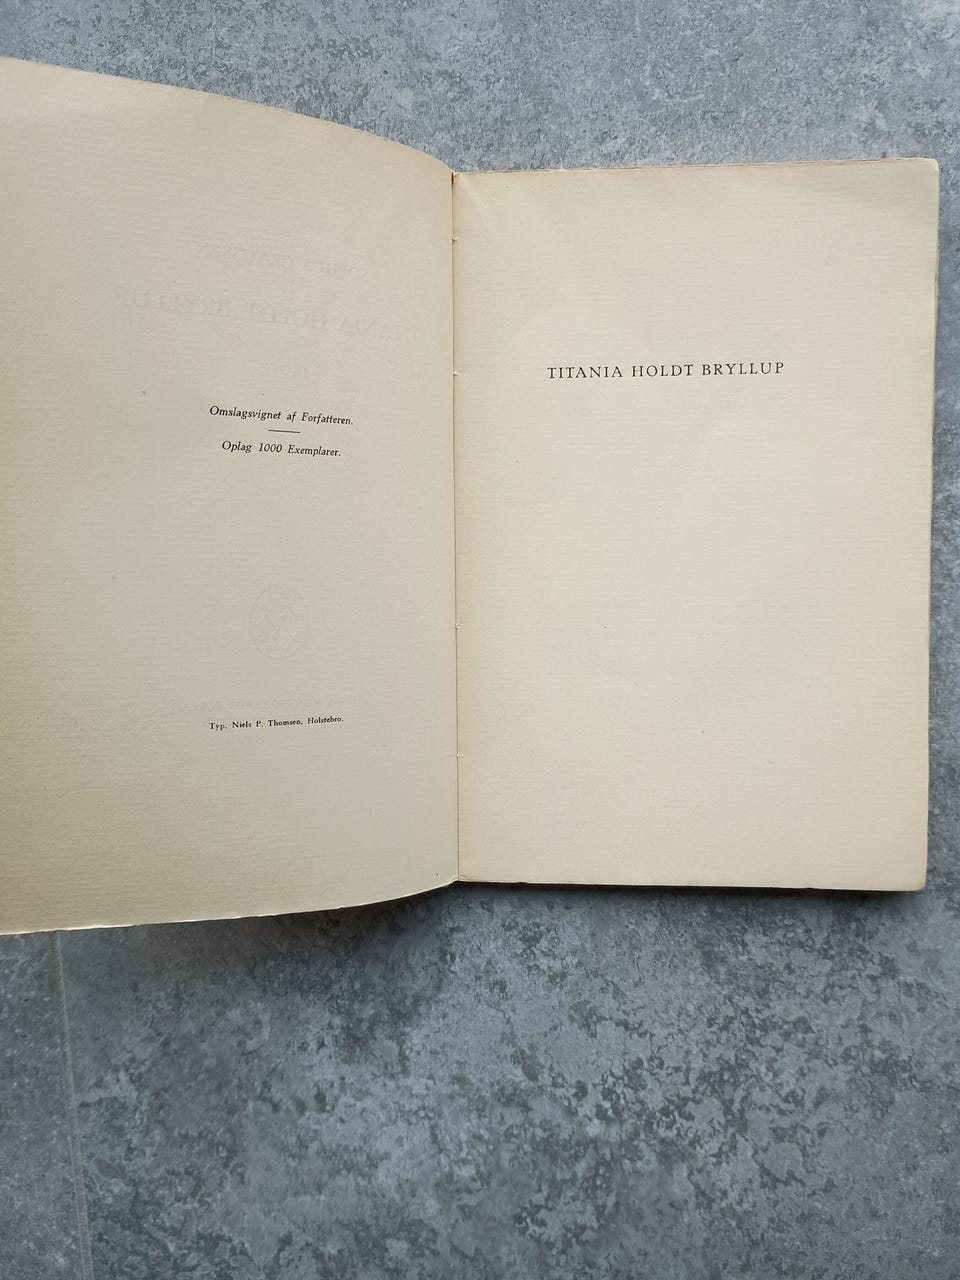 Omslagsvignet af Forfatteren.
Oplag 1000 Exemplarer.
Typ. Niels P. Thomsen, Holstebro.
TITANIA HOLDT BRYLLUP